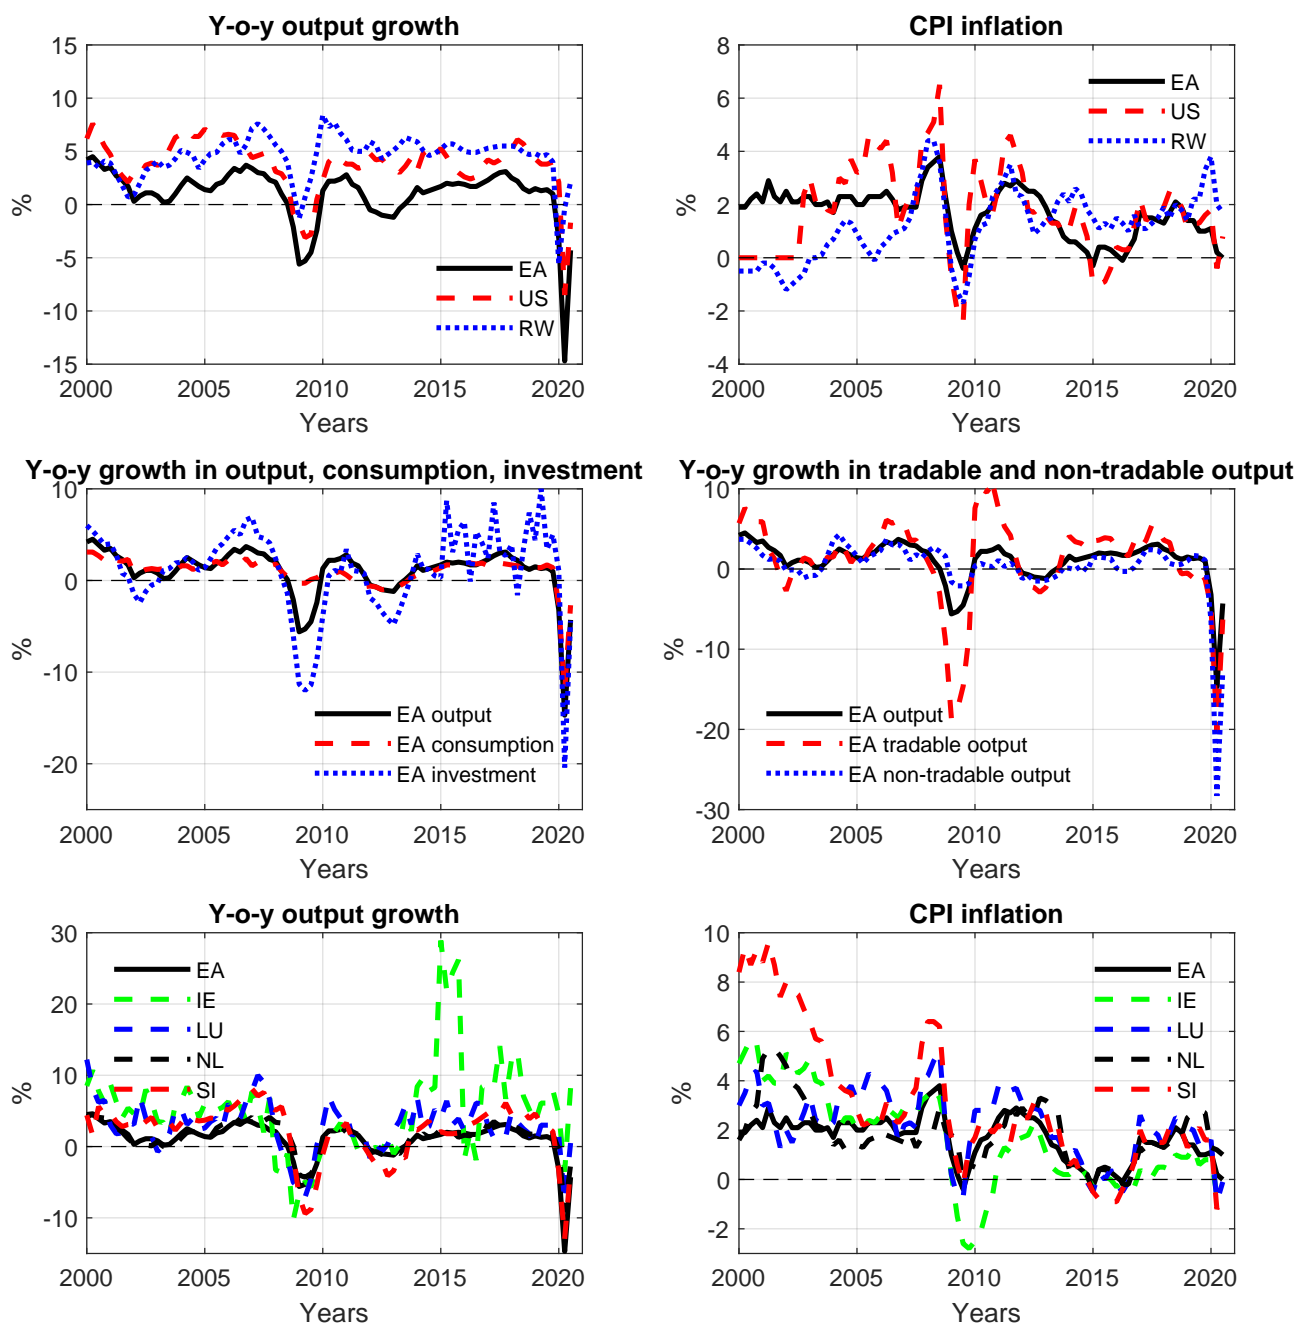 Y-o-y output growth
15
10
5
0
-5
-10
-15
%
EA
US
RW
2000
2005
2010
2015
2020
Years
CPI inflation
8
6
4
2
0
-2
-4
%
EA
US
RW
2000
2005
2010
2015
2020
Years
Y-o-y growth in output, consumption, investment
10
0
-10
-20
%
EA output
EA consumption
EA investment
2000
2005
2010
2015
2020
Years
Y-o-y growth in tradable and non-tradable output
10
0
-10
-20
-30
%
EA output
EA tradable ootput
EA non-tradable output
2000
2005
2010
2015
2020
Years
Y-o-y output growth
30
20
10
0
-10
%
EA
IE
LU
NL
SI
2000
2005
2010
2015
2020
Years
CPI inflation
10
8
6
4
2
0
-2
%
EA
IE
LU
NL
SI
2000
2005
2010
2015
2020
Years